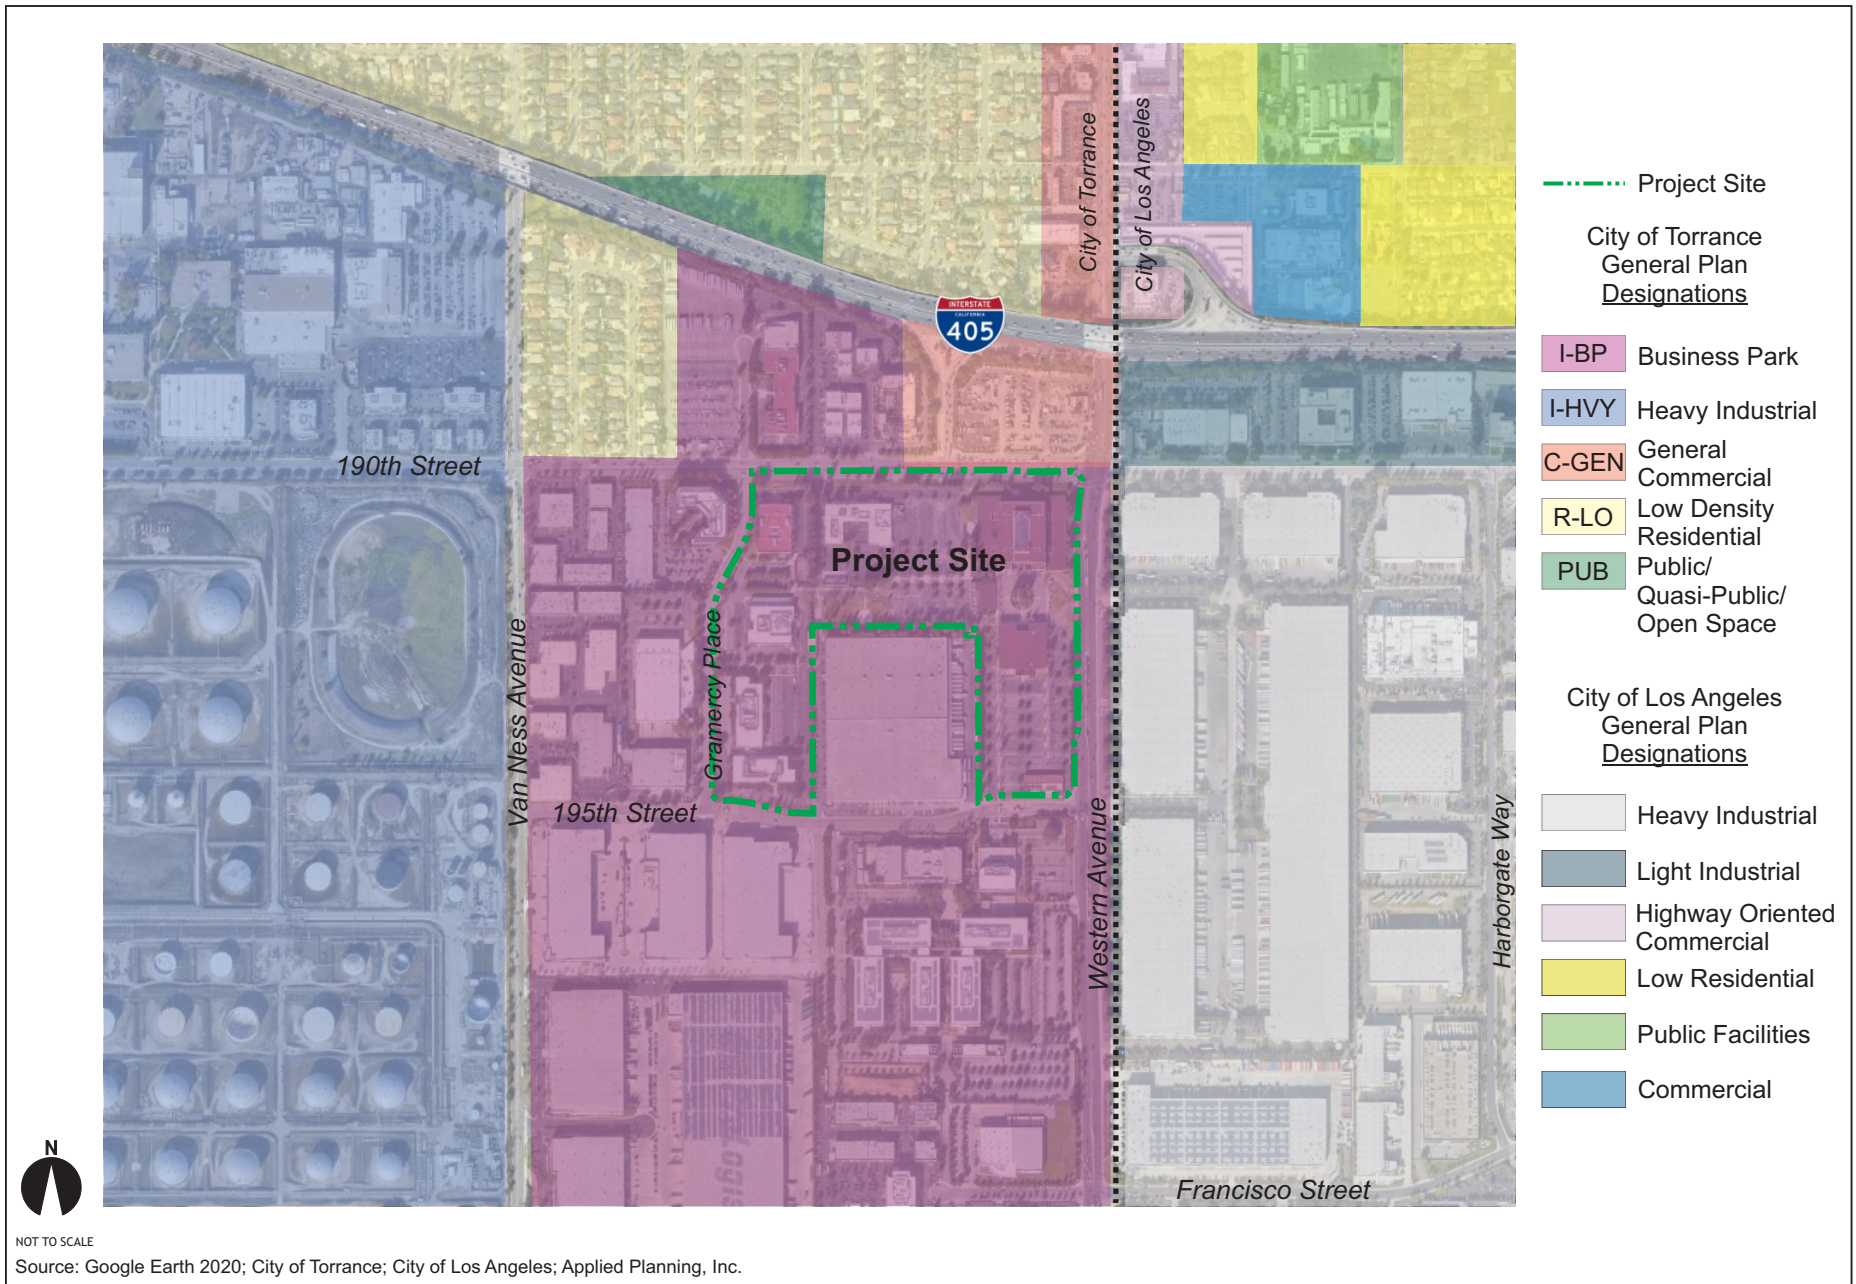 City of Torrance
City of Los Angeles
INTERSTATE
CALIFORNIA
405
190th Street
Project Site
Gramercy Place
Van Ness Avenue
195th Street
Western Avenue
Harborgate Way
Francisco Street
Project Site
City of Torrance
General Plan
Designations
I-BP Business Park
I-HVY Heavy Industrial
C-GEN General
Commercial
R-LO Low Density
Residential
PUB Public/
Quasi-Public/
Open Space
City of Los Angeles
General Plan
Designations
Heavy Industrial
Light Industrial
Highway Oriented
Commercial
Low Residential
Public Facilities
Commercial
N
NOT TO SCALE
Source: Google Earth 2020; City of Torrance; City of Los Angeles; Applied Planning, Inc.